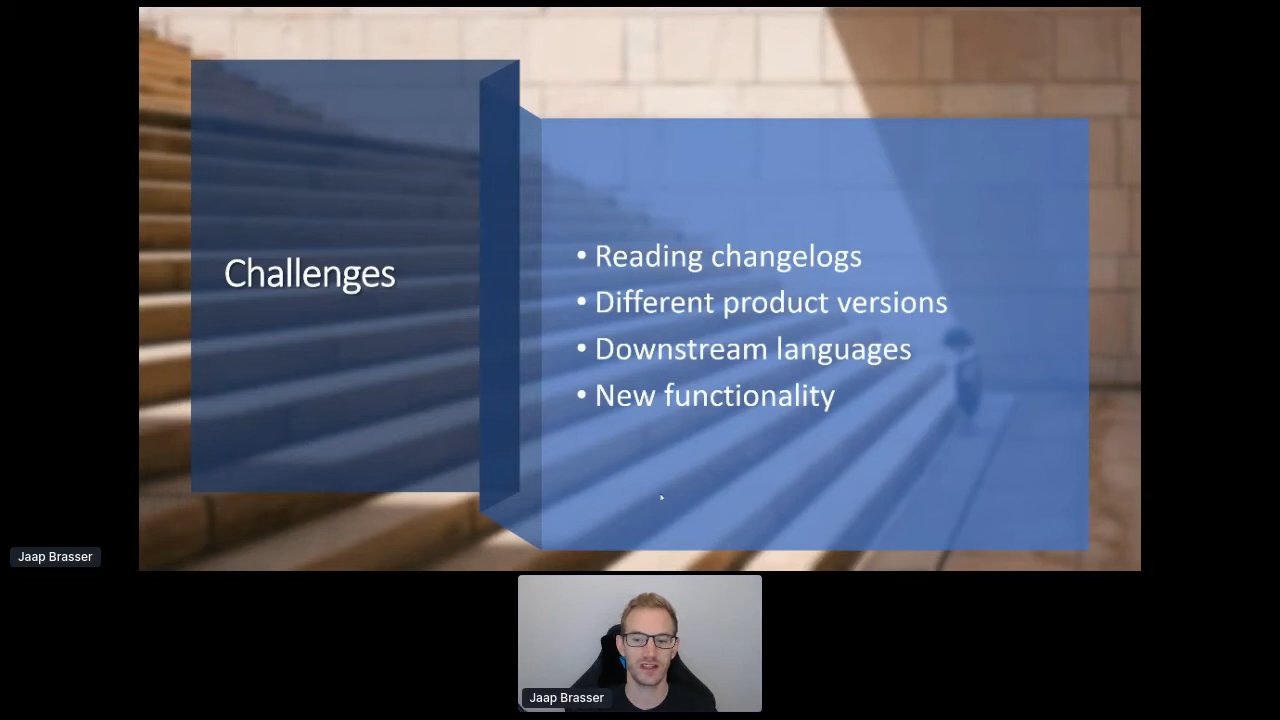 Challenges
• Reading changelogs
• Different product versions
• Downstream languages
• New functionality
Jaap Brasser
Jaap Brasser